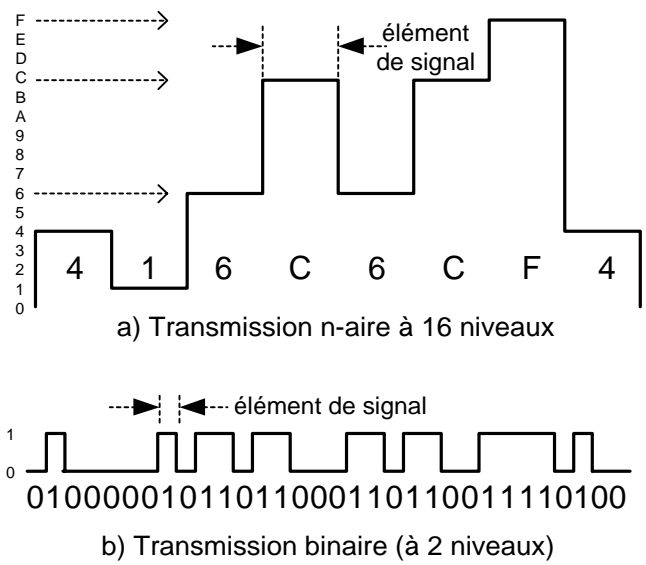 F
E
D
C
B
A
9
8
7
6
5
4
3
2
1
0
élément
de signal
4 1 6 C 6 C F 4
a) Transmission n-aire à 16 niveaux
élément de signal
1
0
01000001011011000110110011110100
b) Transmission binaire (à 2 niveaux)